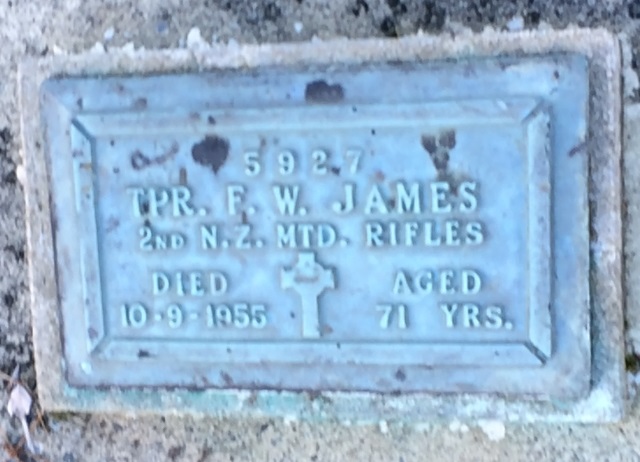 5927
TPR. F. W. JAMES
2ND N.Z. MTD. RIFLES
DIED AGED
10-9-1955 71 YRS.